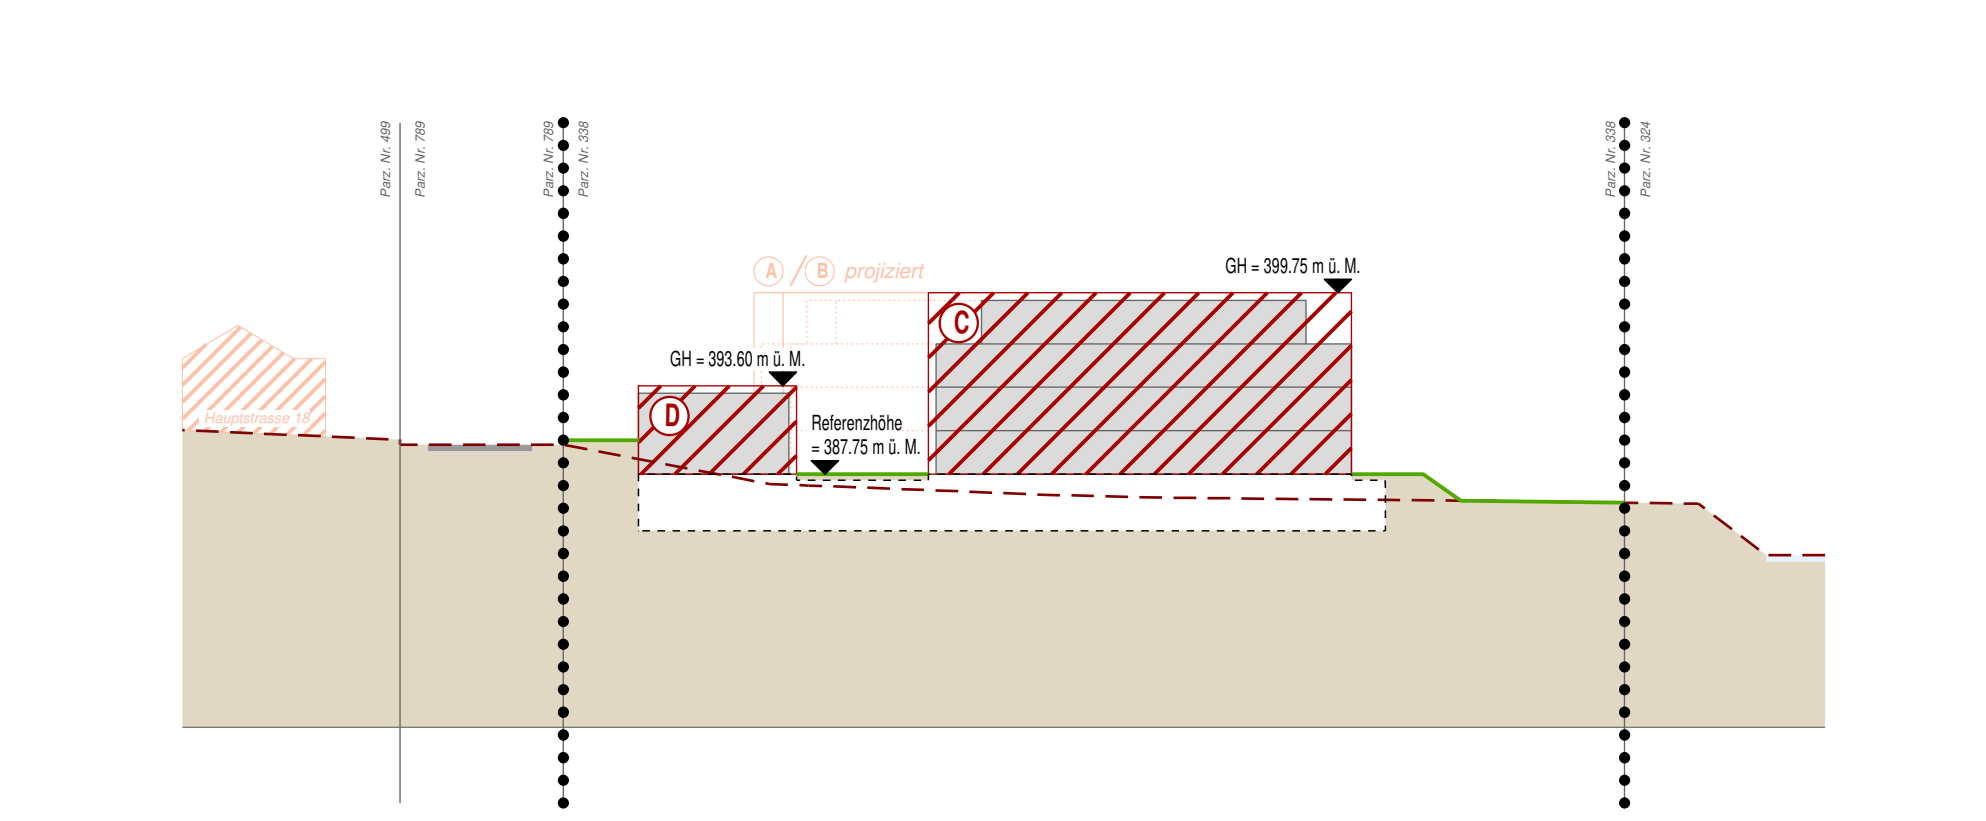 Parz. Nr. 499
Parz. Nr. 789
Parz. Nr. 789
Parz. Nr. 338
Parz. Nr. 338
Parz. Nr. 324
A / B projiziert
GH = 399.75 m ü. M.
C
GH = 393.60 m ü. M.
D
Referenzhöhe
= 387.75 m ü. M.
Hauptstrasse 18